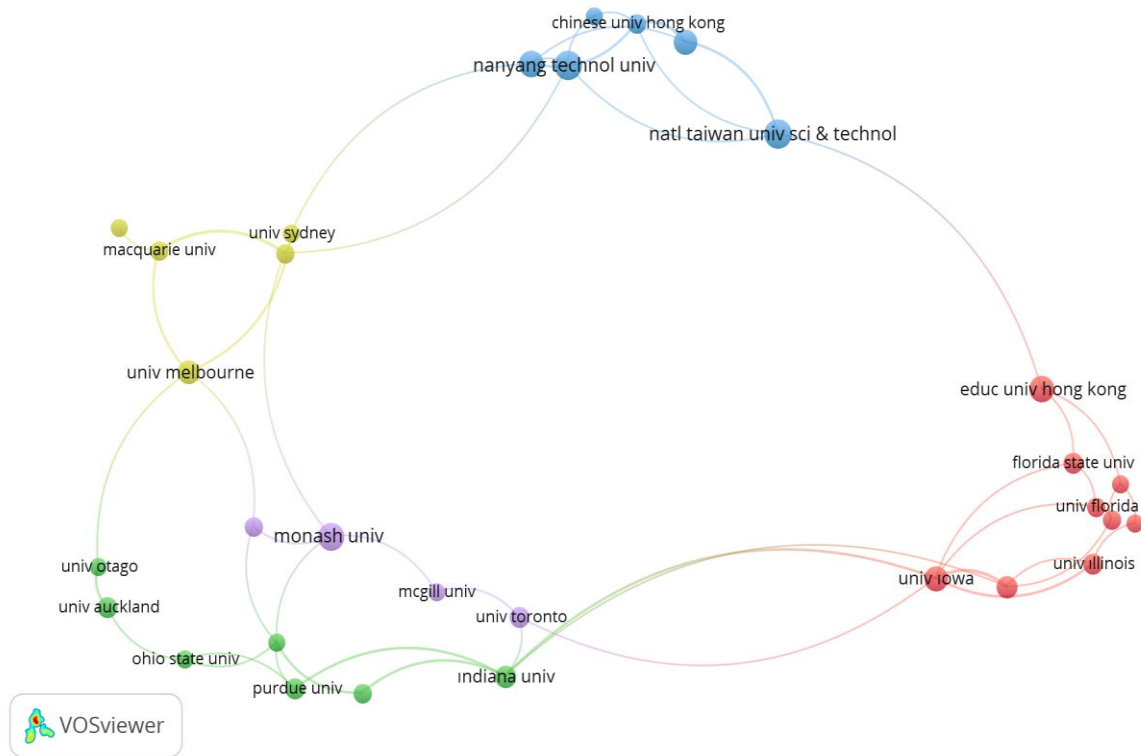 chinese univ hong kong
nanyang technol univ
natl taiwan univ sci & technol
univ sydney
macquarie univ
univ melbourne
educ univ hong kong
florida state univ
univ florida
monash univ
univ otago
univ illinois
univ iowa
mcgill univ
univ auckland
univ toronto
ohio state univ
ındiana univ
purdue univ
VOSviewer